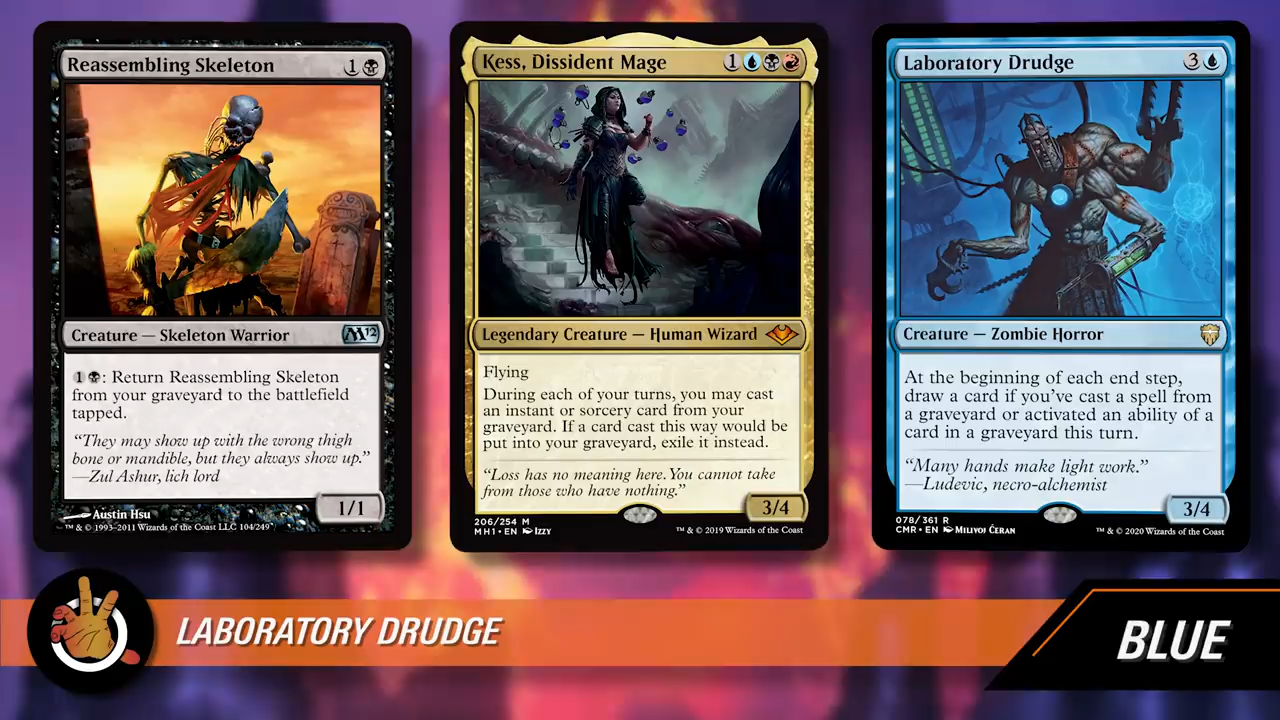 Reassembling Skeleton 1
Creature — Skeleton Warrior M12
1: Return Reassembling Skeleton
from your graveyard to the battlefield
tapped.
“They may show up with the wrong thigh
bone or mandible, but they always show up.”
—Zul Ashur, lich lord
1/1
Austin Hsu
™ & © 1993–2011 Wizards of the Coast LLC 104/249
Kess, Dissident Mage 1
Legendary Creature — Human Wizard
Flying
During each of your turns, you may cast
an instant or sorcery card from your
graveyard. If a card cast this way would be
put into your graveyard, exile it instead.
“Loss has no meaning here. You cannot take
from those who have nothing.”
3/4
206/254 M
MH1 • EN Izzy
™ & © 2019 Wizards of the Coast
Laboratory Drudge 3
Creature — Zombie Horror
At the beginning of each end step,
draw a card if you’ve cast a spell from
a graveyard or activated an ability of a
card in a graveyard this turn.
“Many hands make light work.”
—Ludevic, necro-alchemist
3/4
078/361 R
CMR • EN Milivoj Ćeran
™ & © 2020 Wizards of the Coast
LABORATORY DRUDGE
BLUE